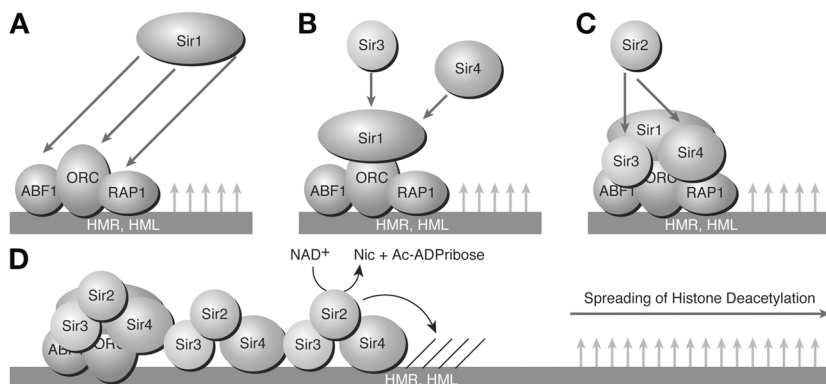 A
Sir1
ABF1
ORC
RAP1
HMR, HML
B
Sir3
Sir4
Sir1
ABF1
ORC
RAP1
HMR, HML
C
Sir2
Sir1
Sir3
Sir4
ABF1
ORC
RAP1
HMR, HML
D
NAD+
Nic + Ac-ADPribose
Sir2
Sir3
Sir4
ABF1
ORC
Sir2
Sir3
Sir4
Sir2
Sir3
Sir4
HMR, HML
Spreading of Histone Deacetylation